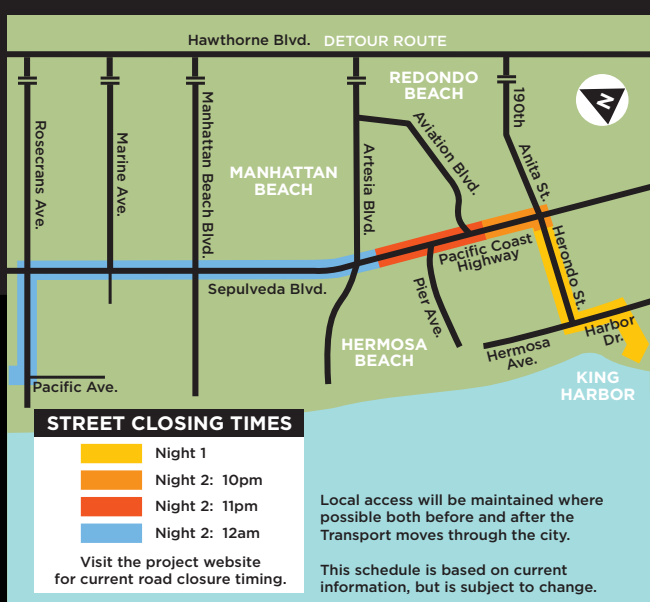 Hawthorne Blvd. DETOUR ROUTE
REDONDO
BEACH
190th
Rosecrans Ave.
Marine Ave.
Manhattan Beach Blvd.
Artesia Blvd.
Aviation Blvd.
Anita St.
N
MANHATTAN
BEACH
Pacific Coast
Highway
Herondo St.
Sepulveda Blvd.
Pier Ave.
Harbor
Dr.
HERMOSA
BEACH
Hermosa
Ave.
Pacific Ave.
KING
HARBOR
STREET CLOSING TIMES
Night 1
Night 2: 10pm
Night 2: 11pm
Night 2: 12am
Visit the project website
for current road closure timing.
Local access will be maintained where
possible both before and after the
Transport moves through the city.
This schedule is based on current
information, but is subject to change.